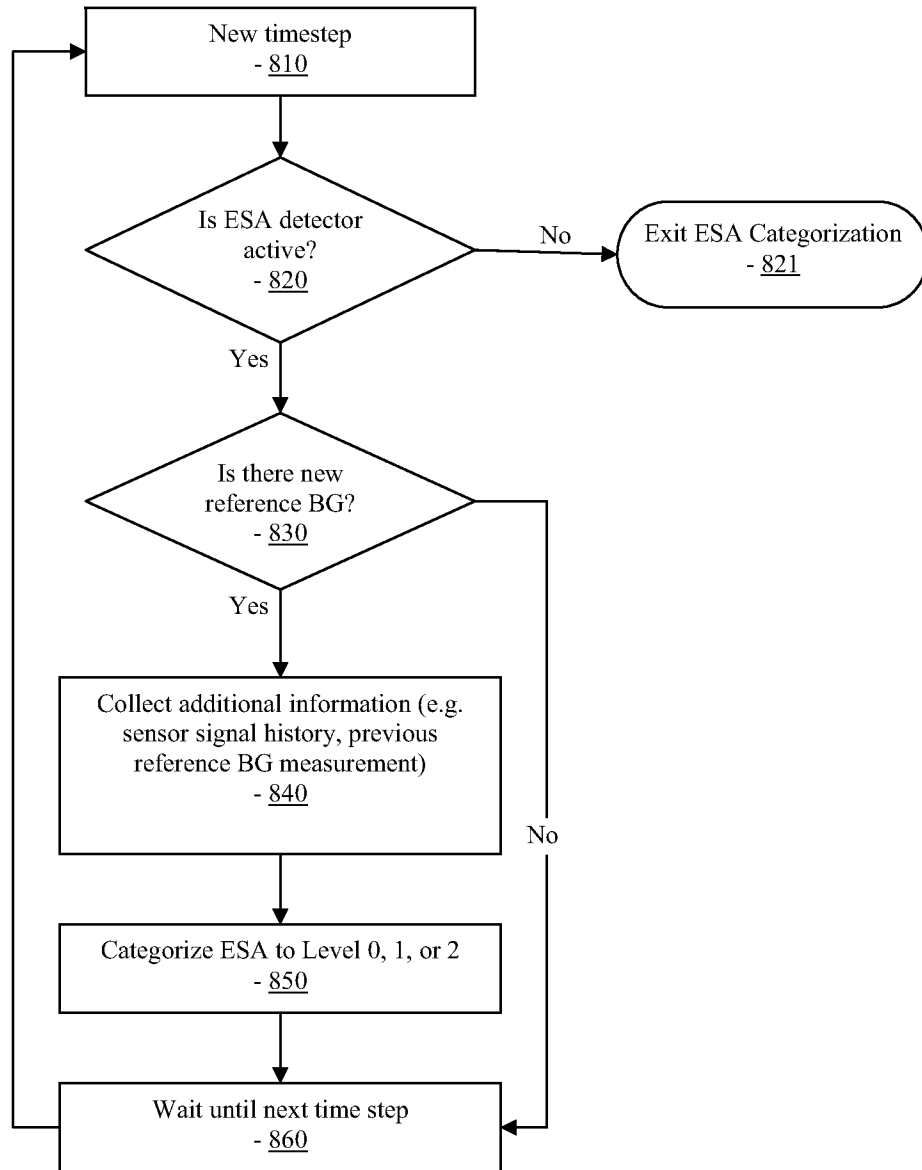 New timestep
- 810
Is ESA detector
active?
- 820
No
Exit ESA Categorization
- 821
Yes
Is there new
reference BG?
- 830
Yes
Collect additional information (e.g.
sensor signal history, previous
reference BG measurement)
- 840
No
Categorize ESA to Level 0, 1, or 2
- 850
Wait until next time step
- 860